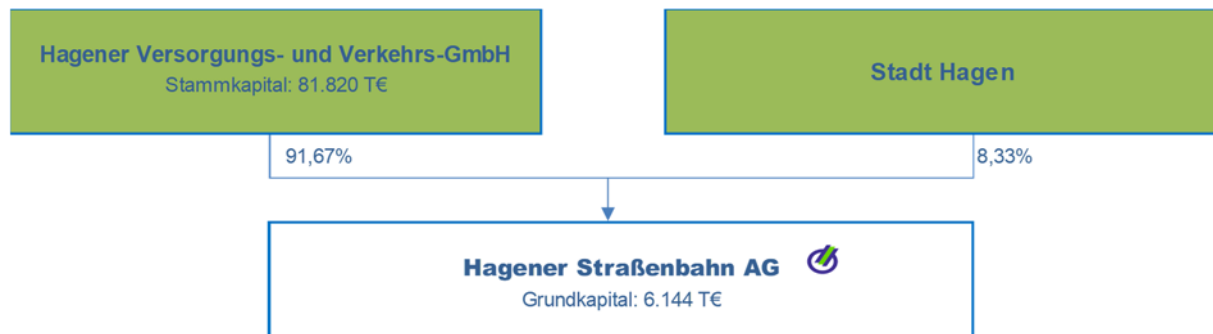 Hagener Versorgungs- und Verkehrs-GmbH
Stammkapital: 81.820 T€
Stadt Hagen
91,67%
8,33%
Hagener Straßenbahn AG
Grundkapital: 6.144 T€